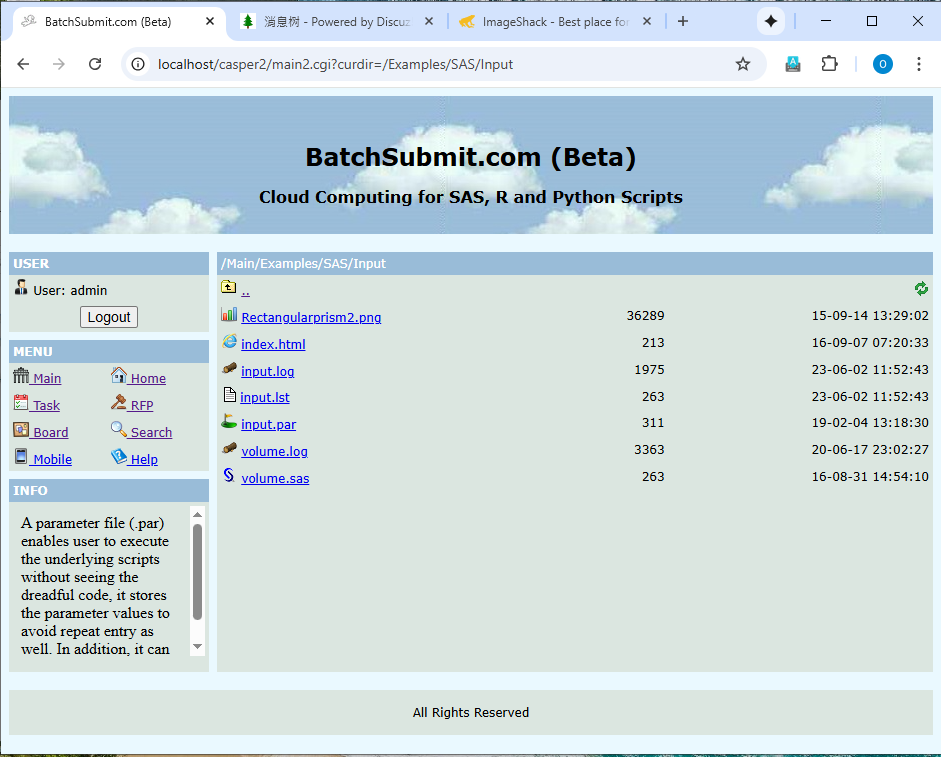 BatchSubmit.com (Beta)
消息树 - Powered by Discuz
ImageShack - Best place for
localhost/casper2/main2.cgi?curdir=/Examples/SAS/Input
O
BatchSubmit.com (Beta)
Cloud Computing for SAS, R and Python Scripts
USER
User: admin
Logout
MENU
Main Home
Task RFP
Board Search
Mobile Help
INFO
A parameter file (.par)
enables user to execute
the underlying scripts
without seeing the
dreadful code, it stores
the parameter values to
avoid repeat entry as
well. In addition, it can
/Main/Examples/SAS/Input
..
Rectangularprism2.png 36289 15-09-14 13:29:02
index.html 213 16-09-07 07:20:33
input.log 1975 23-06-02 11:52:43
input.lst 263 23-06-02 11:52:43
input.par 311 19-02-04 13:18:30
volume.log 3363 20-06-17 23:02:27
volume.sas 263 16-08-31 14:54:10
All Rights Reserved